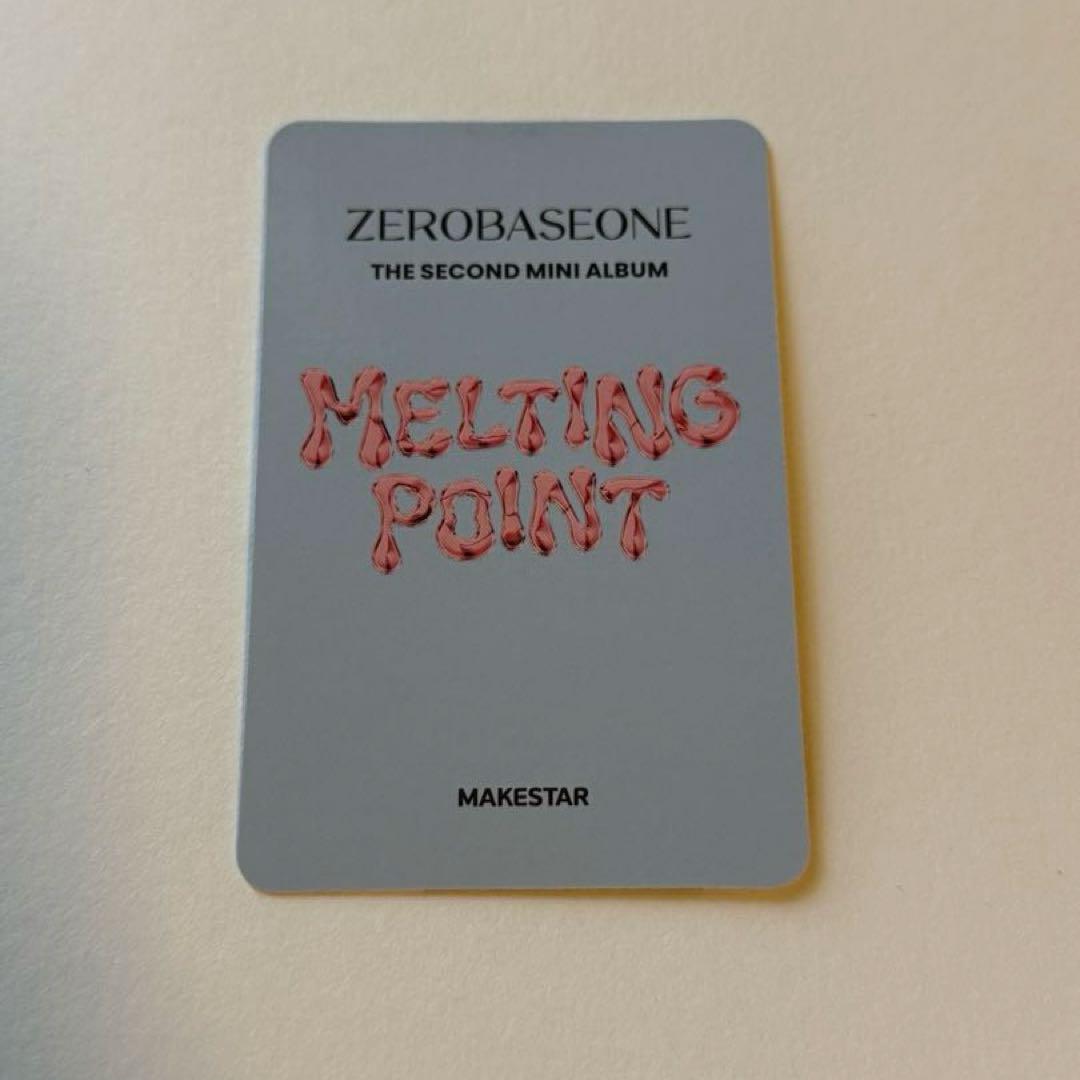 ZEROBASEONE
THE SECOND MINI ALBUM
MELTING
POINT
MAKESTAR